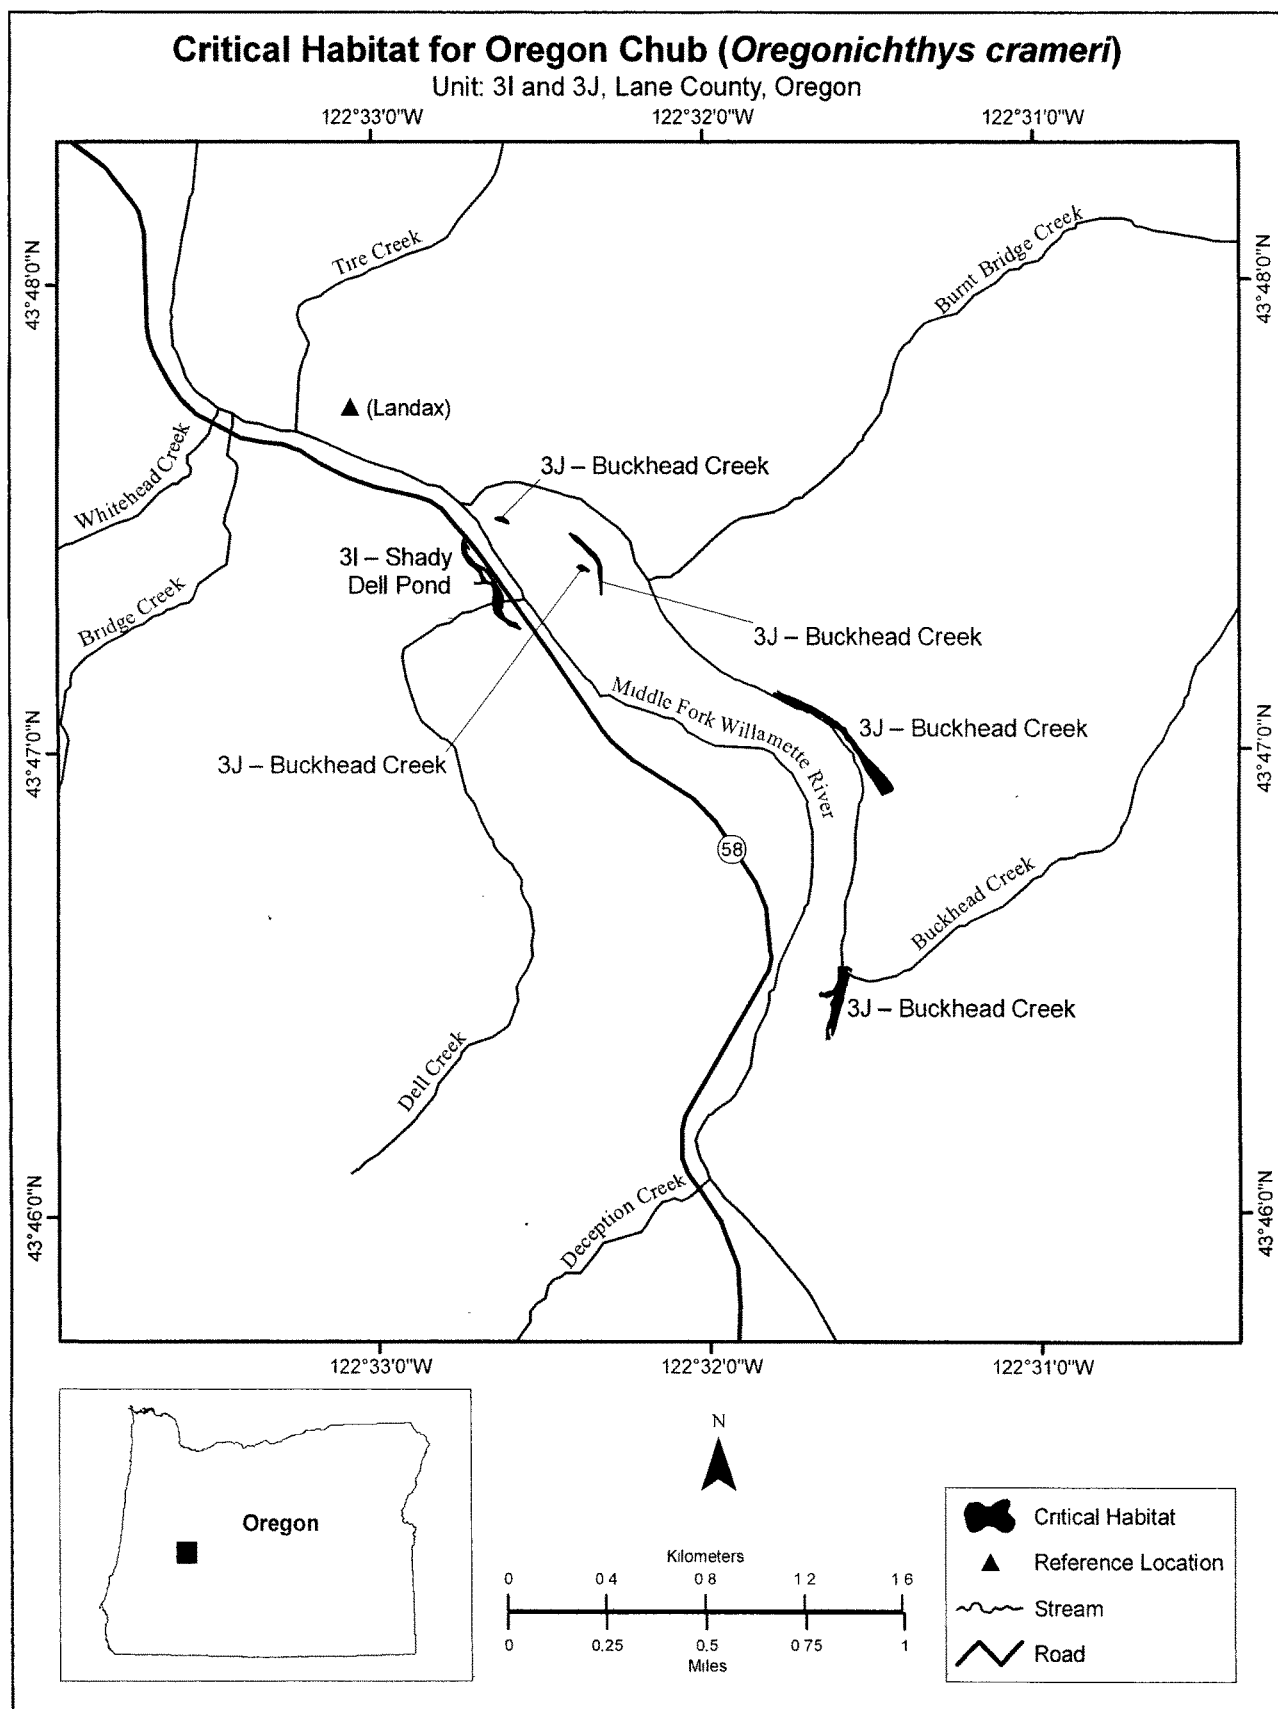 Critical Habitat for Oregon Chub (Oregonichthys crameri)
Unit: 3I and 3J, Lane County, Oregon
122°33'0"W
122°32'0"W
122°31'0"W
43°48'0"N
43°48'0"N
Tire Creek
Burnt Bridge Creek
(Landax)
Whitehead Creek
3J – Buckhead Creek
3I – Shady
Dell Pond
Bridge Creek
3J – Buckhead Creek
Middle Fork Willamette River
3J – Buckhead Creek
43°47'0"N
43°47'0"N
3J – Buckhead Creek
58
Buckhead Creek
3J – Buckhead Creek
Dell Creek
Deception Creek
43°46'0"N
43°46'0"N
122°33'0"W
122°32'0"W
122°31'0"W
Oregon
N
Kilometers
0 0 4 0 8 1 2 1 6
0 0.25 0.5 0 75 1
Miles
Critical Habitat
Reference Location
Stream
Road